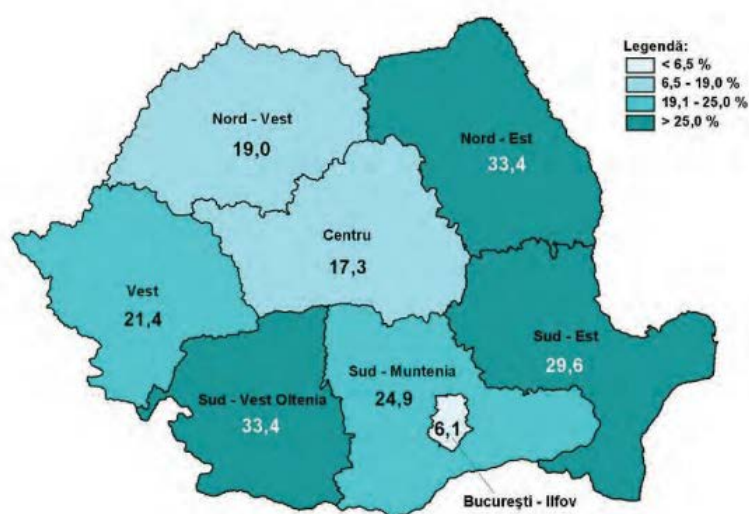 Legendă:
< 6,5 %
6,5 - 19,0 %
19,1 - 25,0 %
> 25,0 %
Nord - Vest
19,0
Nord - Est
33,4
Centru
17,3
Vest
21,4
Sud - Est
29,6
Sud - Muntenia
24,9
Sud - Vest Oltenia
33,4
6,1
Bucureşti - Ilfov